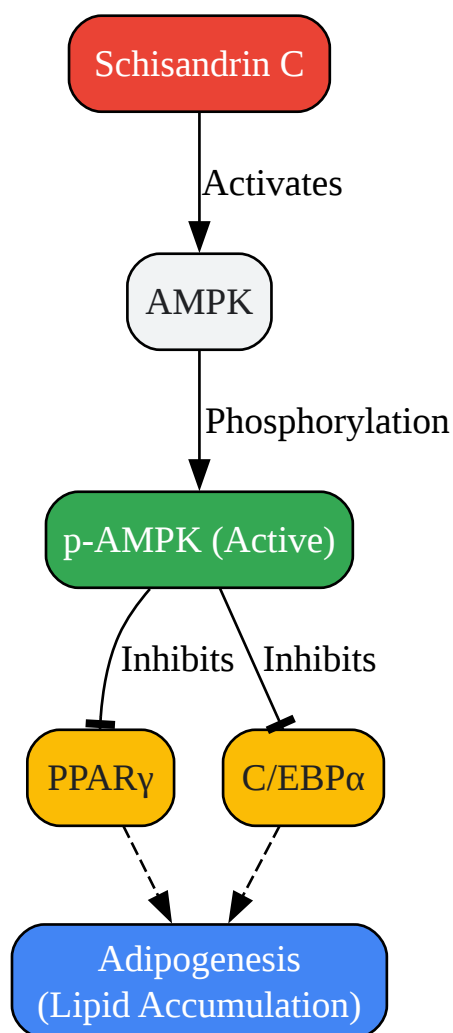 Schisandrin C
Activates
AMPK
Phosphorylation
p-AMPK (Active)
Inhibits
Inhibits
PPARγ
C/EBPα
Adipogenesis
(Lipid Accumulation)